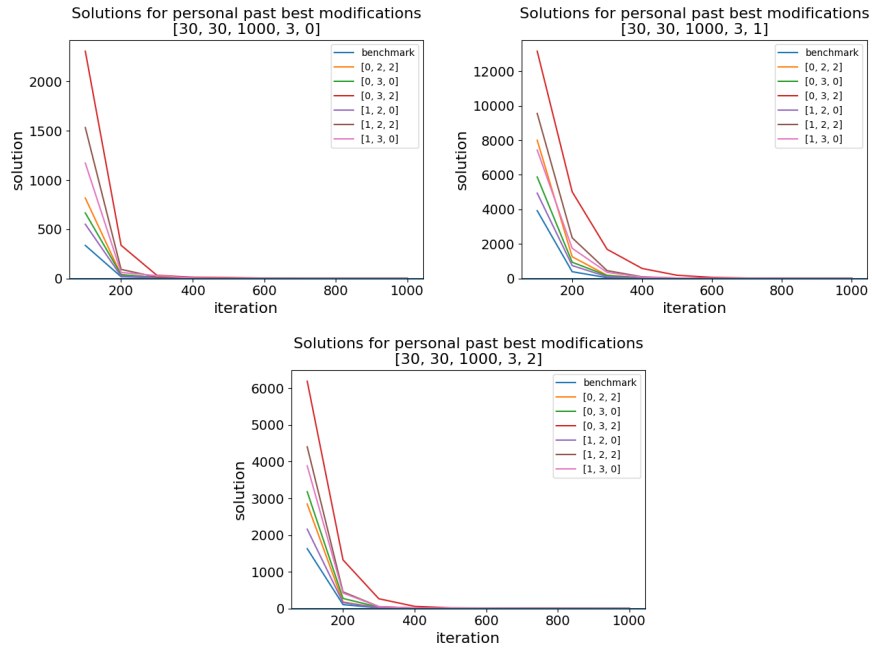 Solutions for personal past best modifications
[30, 30, 1000, 3, 0]
2000
1500
1000
500
0
solution
benchmark
[0, 2, 2]
[0, 3, 0]
[0, 3, 2]
[1, 2, 0]
[1, 2, 2]
[1, 3, 0]
200
400
600
800
1000
iteration
Solutions for personal past best modifications
[30, 30, 1000, 3, 1]
12000
10000
8000
6000
4000
2000
0
solution
benchmark
[0, 2, 2]
[0, 3, 0]
[0, 3, 2]
[1, 2, 0]
[1, 2, 2]
[1, 3, 0]
200
400
600
800
1000
iteration
Solutions for personal past best modifications
[30, 30, 1000, 3, 2]
6000
5000
4000
3000
2000
1000
0
solution
benchmark
[0, 2, 2]
[0, 3, 0]
[0, 3, 2]
[1, 2, 0]
[1, 2, 2]
[1, 3, 0]
200
400
600
800
1000
iteration